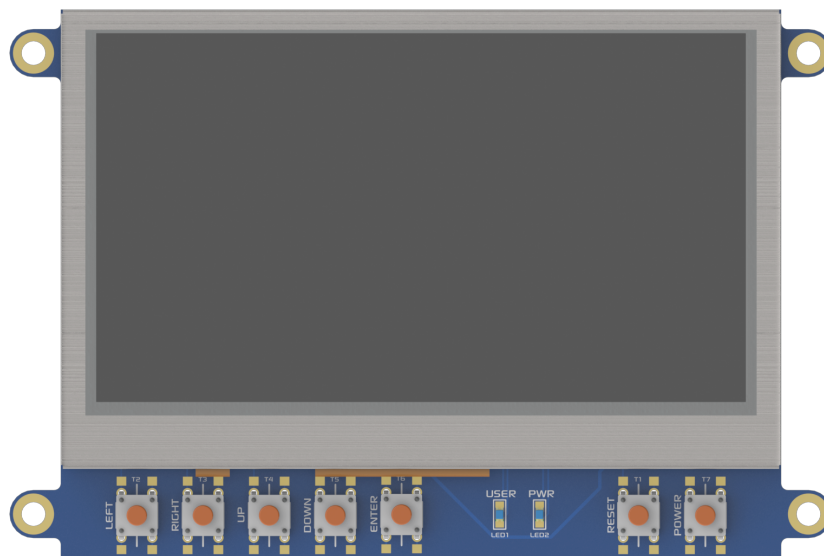 T2
T3
T4
T5
T6
T1
T7
LEFT
RIGHT
UP
DOWN
ENTER
USER
PWR
RESET
POWER
LED1
LED2